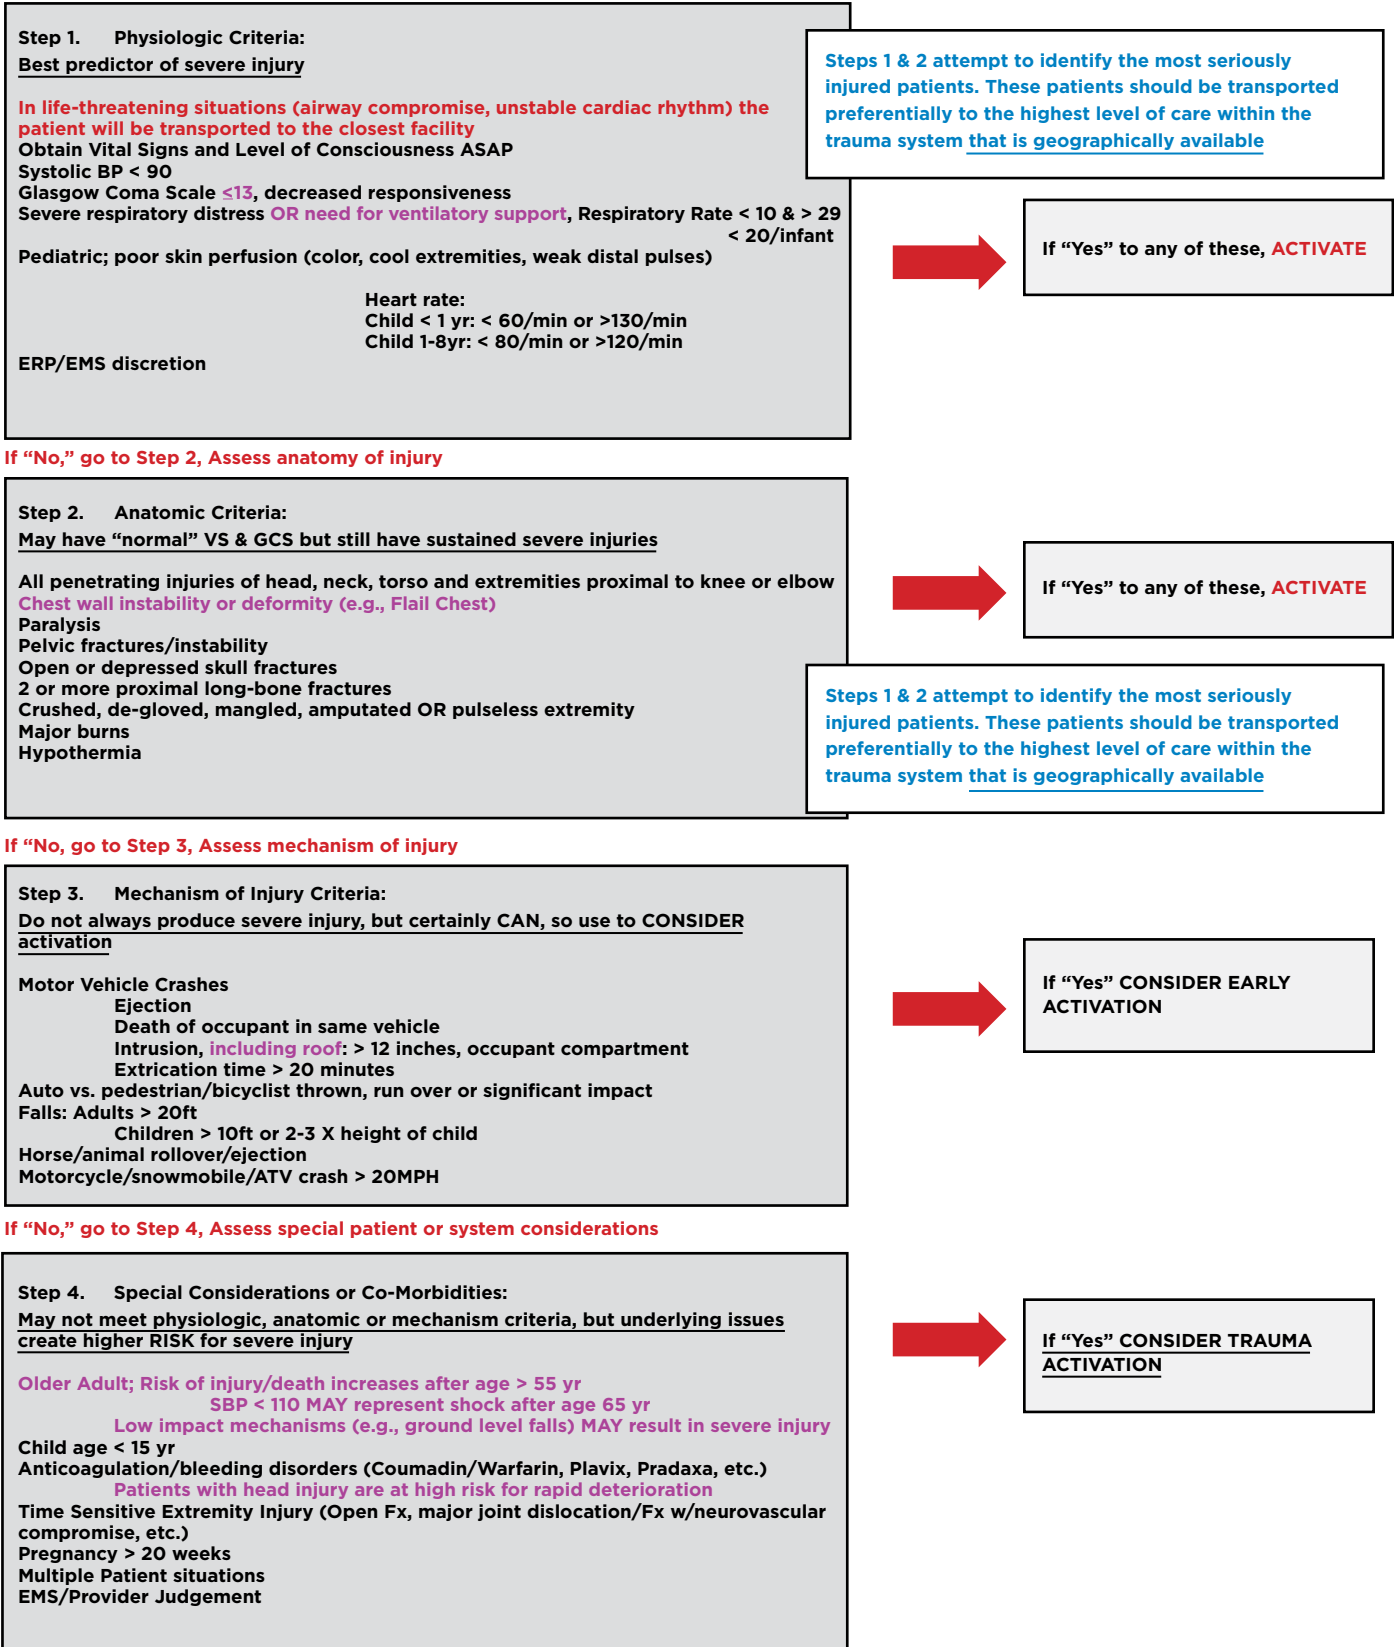 Step 1. Physiologic Criteria:
Best predictor of severe injury
In life-threatening situations (airway compromise, unstable cardiac rhythm) the
patient will be transported to the closest facility
Obtain Vital Signs and Level of Consciousness ASAP
Systolic BP < 90
Glasgow Coma Scale ≤13, decreased responsiveness
Severe respiratory distress OR need for ventilatory support, Respiratory Rate < 10 & > 29
< 20/infant
Pediatric; poor skin perfusion (color, cool extremities, weak distal pulses)
Heart rate:
Child < 1 yr: < 60/min or >130/min
Child 1-8yr: < 80/min or >120/min
ERP/EMS discretion
Steps 1 & 2 attempt to identify the most seriously
injured patients. These patients should be transported
preferentially to the highest level of care within the
trauma system that is geographically available
If “Yes” to any of these, ACTIVATE
If “No,” go to Step 2, Assess anatomy of injury
Step 2. Anatomic Criteria:
May have “normal” VS & GCS but still have sustained severe injuries
All penetrating injuries of head, neck, torso and extremities proximal to knee or elbow
Chest wall instability or deformity (e.g., Flail Chest)
Paralysis
Pelvic fractures/instability
Open or depressed skull fractures
2 or more proximal long-bone fractures
Crushed, de-gloved, mangled, amputated OR pulseless extremity
Major burns
Hypothermia
If “Yes” to any of these, ACTIVATE
Steps 1 & 2 attempt to identify the most seriously
injured patients. These patients should be transported
preferentially to the highest level of care within the
trauma system that is geographically available
If “No, go to Step 3, Assess mechanism of injury
Step 3. Mechanism of Injury Criteria:
Do not always produce severe injury, but certainly CAN, so use to CONSIDER
activation
Motor Vehicle Crashes
Ejection
Death of occupant in same vehicle
Intrusion, including roof: > 12 inches, occupant compartment
Extrication time > 20 minutes
Auto vs. pedestrian/bicyclist thrown, run over or significant impact
Falls: Adults > 20ft
Children > 10ft or 2-3 X height of child
Horse/animal rollover/ejection
Motorcycle/snowmobile/ATV crash > 20MPH
If “Yes” CONSIDER EARLY
ACTIVATION
If “No,” go to Step 4, Assess special patient or system considerations
Step 4. Special Considerations or Co-Morbidities:
May not meet physiologic, anatomic or mechanism criteria, but underlying issues
create higher RISK for severe injury
Older Adult; Risk of injury/death increases after age > 55 yr
SBP < 110 MAY represent shock after age 65 yr
Low impact mechanisms (e.g., ground level falls) MAY result in severe injury
Child age < 15 yr
Anticoagulation/bleeding disorders (Coumadin/Warfarin, Plavix, Pradaxa, etc.)
Patients with head injury are at high risk for rapid deterioration
Time Sensitive Extremity Injury (Open Fx, major joint dislocation/Fx w/neurovascular
compromise, etc.)
Pregnancy > 20 weeks
Multiple Patient situations
EMS/Provider Judgement
If “Yes” CONSIDER TRAUMA
ACTIVATION